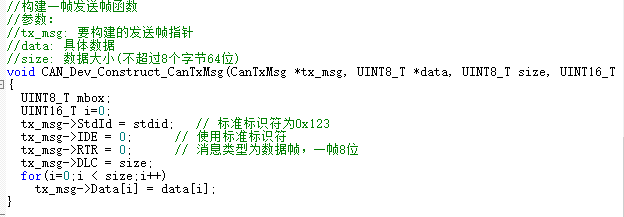 //构建一帧发送帧函数
//参数:
//tx_msg: 要构建的发送帧指针
//data: 具体数据
//size: 数据大小(不超过8个字节64位)
void CAN_Dev_Construct_CanTxMsg(CanTxMsg *tx_msg, UINT8_T *data, UINT8_T size, UINT16_T
{
UINT8_T mbox;
UINT16_T i=0;
tx_msg->StdId = stdid; // 标准标识符为0x123
tx_msg->IDE = 0; // 使用标准标识符
tx_msg->RTR = 0; // 消息类型为数据帧，一帧8位
tx_msg->DLC = size;
for(i=0;i < size;i++)
tx_msg->Data[i] = data[i];
}